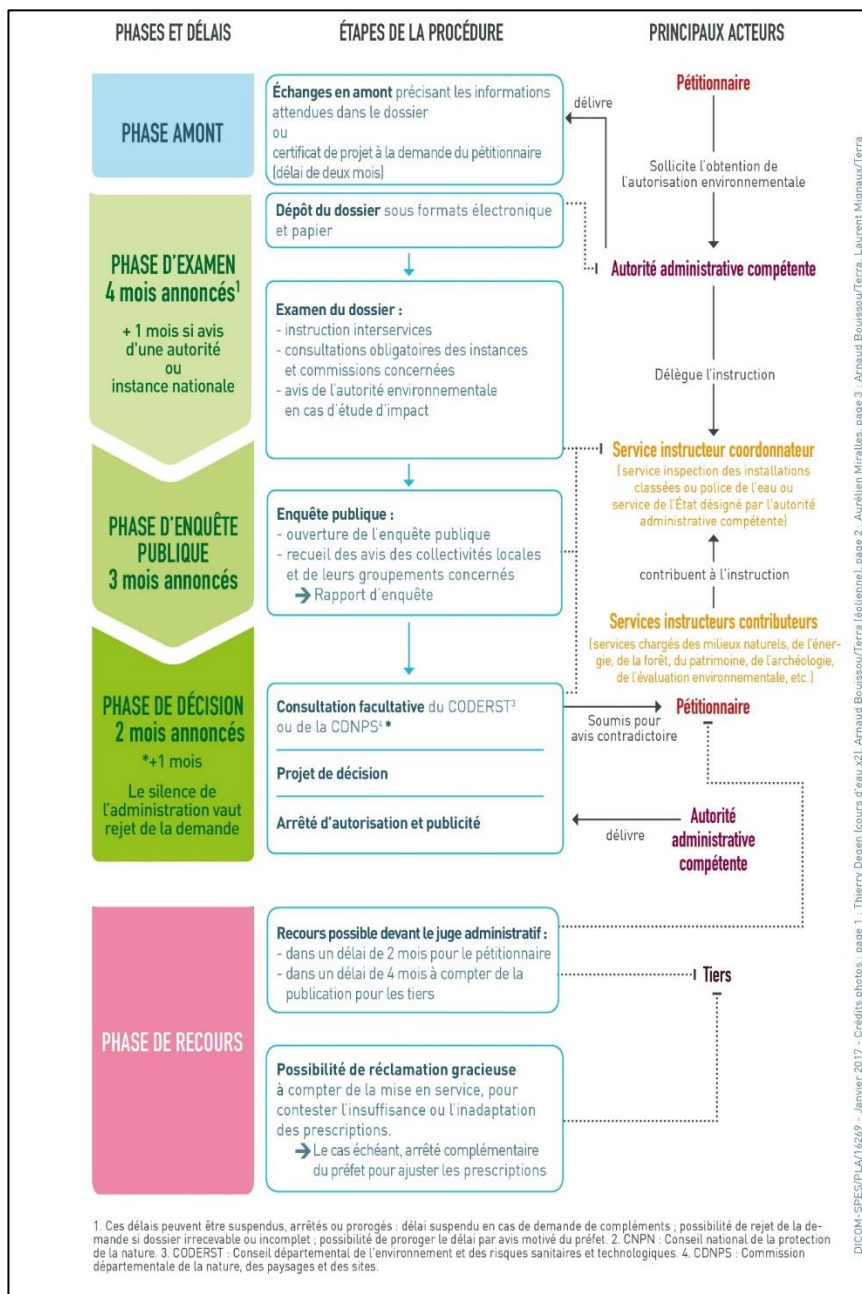 PHASES ET DÉLAIS
ÉTAPES DE LA PROCÉDURE
PRINCIPAUX ACTEURS
PHASE AMONT
Échanges en amont précisant les informations
attendues dans le dossier
ou
certificat de projet à la demande du pétitionnaire
(délai de deux mois)
délivre
Pétitionnaire
Sollicite l'obtention de
l'autorisation environnementale
Autorité administrative compétente
PHASE D'EXAMEN
4 mois annoncés¹
+ 1 mois si avis
d'une autorité
ou
instance nationale
Dépôt du dossier sous formats électronique
et papier
Examen du dossier :
- instruction interservices
- consultations obligatoires des instances
et commissions concernées
- avis de l'autorité environnementale
en cas d'étude d'impact
Délègue l'instruction
Service instructeur coordonnateur
(service inspection des installations
classées ou police de l'eau ou
service de l'État désigné par l'autorité
administrative compétente)
PHASE D'ENQUÊTE
PUBLIQUE
3 mois annoncés
Enquête publique :
- ouverture de l'enquête publique
- recueil des avis des collectivités locales
et de leurs groupements concernés
➔ Rapport d'enquête
contribuent à l'instruction
Services instructeurs contributeurs
(services chargés des milieux naturels, de l'éner-
gie, de la forêt, du patrimoine, de l'archéologie,
de l'évaluation environnementale, etc.)
PHASE DE DÉCISION
2 mois annoncés
*+1 mois
Le silence de
l'administration vaut
rejet de la demande
Consultation facultative du CODERST³
ou de la CDNPS⁴ *
Projet de décision
Arrêté d'autorisation et publicité
Soumis pour
avis contradictoire
Pétitionnaire
délivre
Autorité
administrative
compétente
PHASE DE RECOURS
Recours possible devant le juge administratif :
- dans un délai de 2 mois pour le pétitionnaire
- dans un délai de 4 mois à compter de la
publication pour les tiers
Tiers
Possibilité de réclamation gracieuse
à compter de la mise en service, pour
contester l'insuffisance ou l'inadaptation
des prescriptions.
➔ Le cas échéant, arrêté complémentaire
du préfet pour ajuster les prescriptions
1. Ces délais peuvent être suspendus, arrêtés ou prorogés : délai suspendu en cas de demande de compléments ; possibilité de rejet de la de-
mande si dossier irrecevable ou incomplet ; possibilité de proroger le délai par avis motivé du préfet. 2. CNPN : Conseil national de la protection
de la nature. 3. CODERST : Conseil départemental de l'environnement et des risques sanitaires et technologiques. 4. CDNPS : Commission
départementale de la nature, des paysages et des sites.
DICOM-SPES/PLA/16269 - Janvier 2017 - Crédits photos : page 1 : Thierry Degen (cours d'eau x2), Arnaud Bouissou/Terra (éolienne), page 2 : Aurélien Miralles, page 3 : Arnaud Bouissou/Terra, Laurent Mignaux/Terra